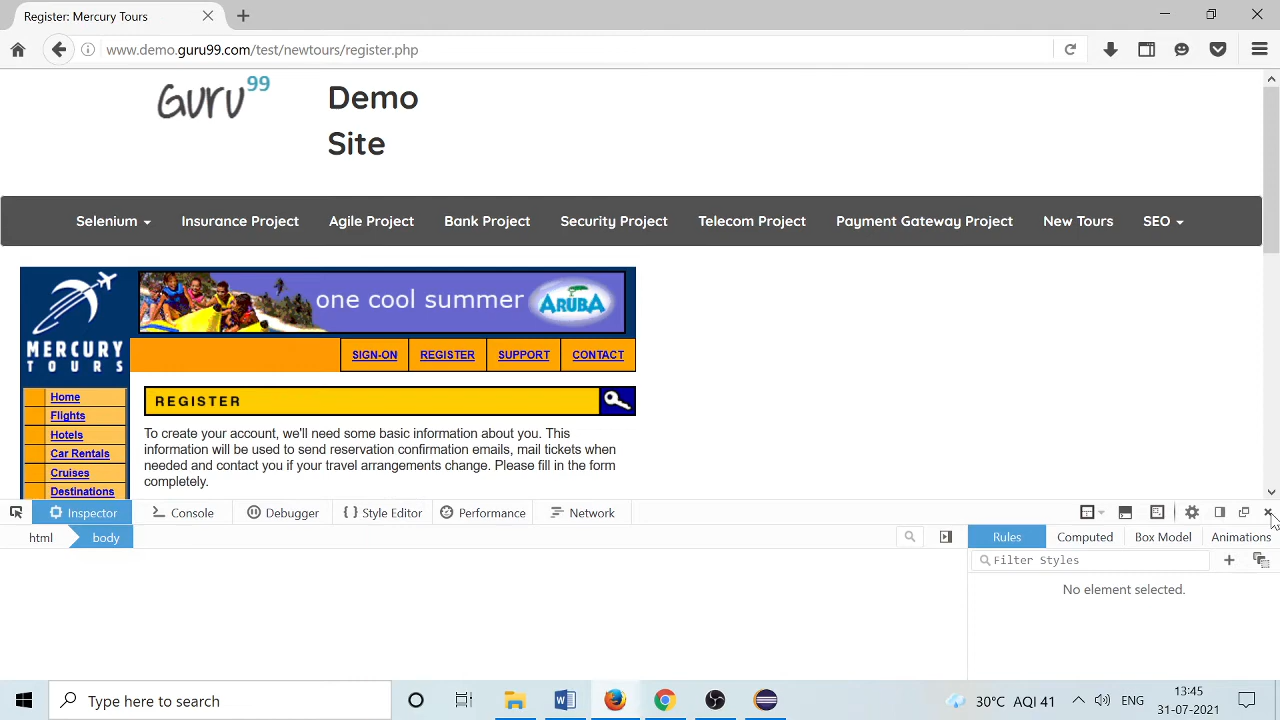 Register: Mercury Tours
www.demo.guru99.com/test/newtours/register.php
Guru99
Demo
Site
Selenium Insurance Project Agile Project Bank Project Security Project Telecom Project Payment Gateway Project New Tours SEO
one cool summer ARUBA
MERCURY
TOURS
SIGN-ON REGISTER SUPPORT CONTACT
REGISTER
Home
Flights
Hotels
Car Rentals
Cruises
Destinations
To create your account, we'll need some basic information about you. This
information will be used to send reservation confirmation emails, mail tickets when
needed and contact you if your travel arrangements change. Please fill in the form
completely.
Inspector Console Debugger Style Editor Performance Network
html body
Rules Computed Box Model Animations
Filter Styles
No element selected.
Type here to search
30°C AQI 41 ENG
13:45
31-07-2021